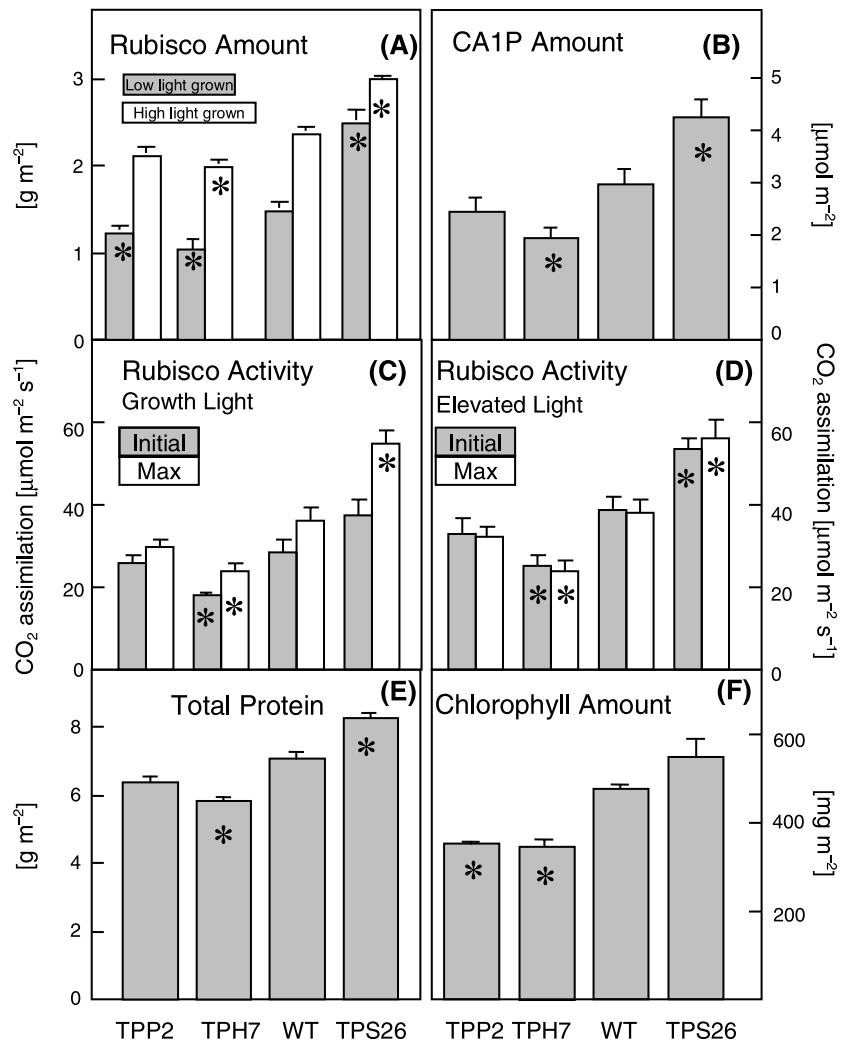 Rubisco Amount (A)
Low light grown
High light grown
3
2
1
0
[g m⁻²]
* * * * *
CA1P Amount (B)
5
4
3
2
1
0
[µmol m⁻²]
* *
Rubisco Activity (C)
Growth Light
Initial
Max
60
40
20
0
CO₂ assimilation [µmol m⁻² s⁻¹]
* * *
Rubisco Activity (D)
Elevated Light
Initial
Max
60
40
20
0
CO₂ assimilation [µmol m⁻² s⁻¹]
* * * *
Total Protein (E)
8
6
4
2
0
[g m⁻²]
* *
Chlorophyll Amount (F)
600
400
200
[mg m⁻²]
* *
TPP2 TPH7 WT TPS26
TPP2 TPH7 WT TPS26